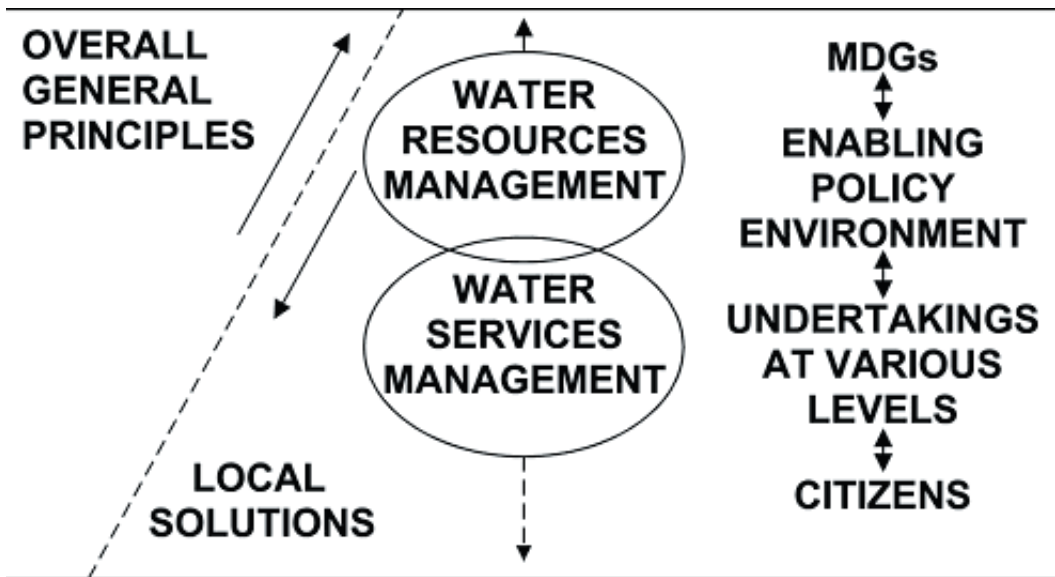 OVERALL
GENERAL
PRINCIPLES
LOCAL
SOLUTIONS
WATER
RESOURCES
MANAGEMENT
WATER
SERVICES
MANAGEMENT
MDGs
ENABLING
POLICY
ENVIRONMENT
UNDERTAKINGS
AT VARIOUS
LEVELS
CITIZENS